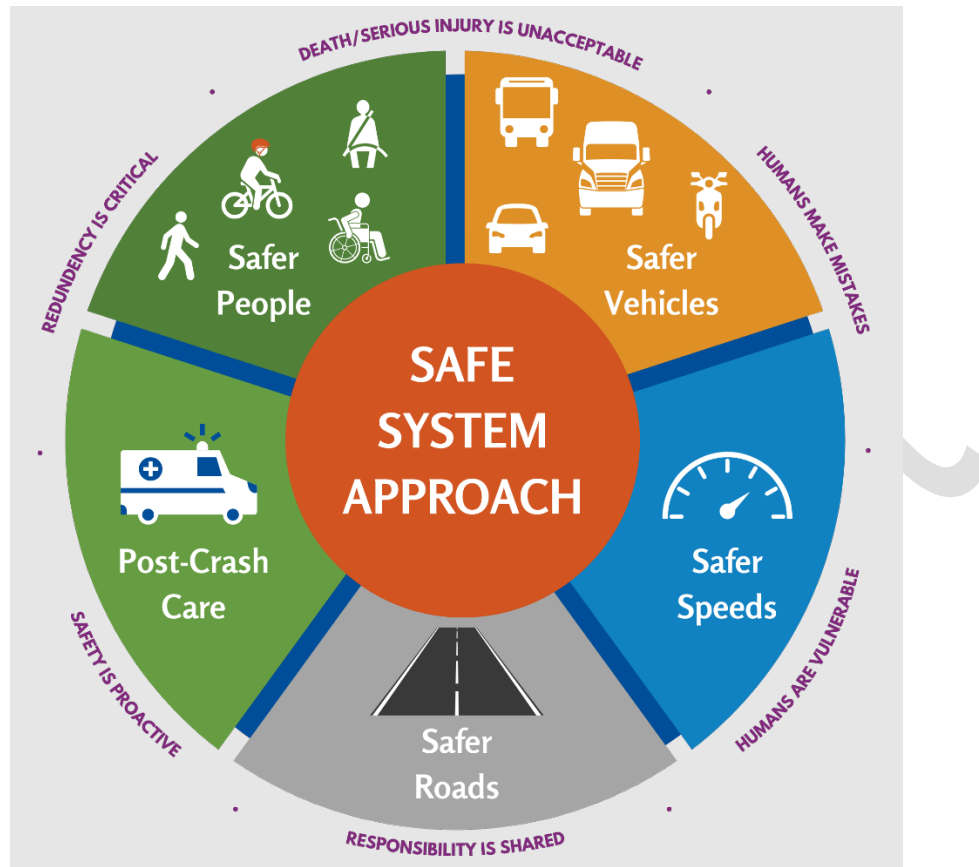 DEATH/SERIOUS INJURY IS UNACCEPTABLE
HUMANS MAKE MISTAKES
HUMANS ARE VULNERABLE
RESPONSIBILITY IS SHARED
SAFETY IS PROACTIVE
REDUNDANCY IS CRITICAL
Safer
People
Safer
Vehicles
SAFE
SYSTEM
APPROACH
Post-Crash
Care
Safer
Speeds
Safer
Roads